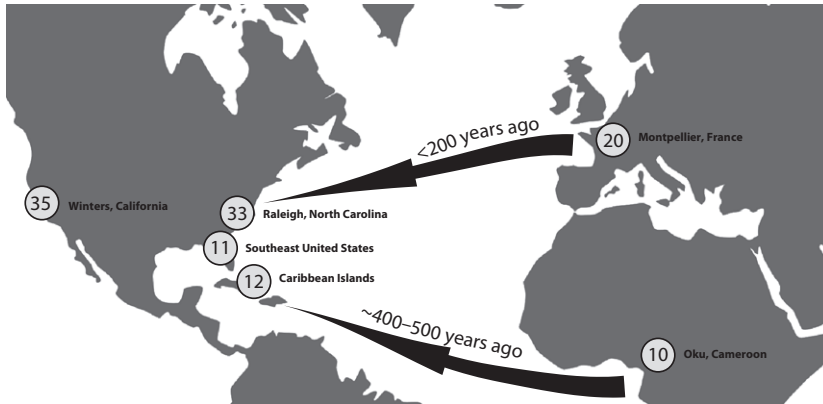 <200 years ago
20 Montpellier, France
35 Winters, California
33 Raleigh, North Carolina
11 Southeast United States
12 Caribbean Islands
~400–500 years ago
10 Oku, Cameroon